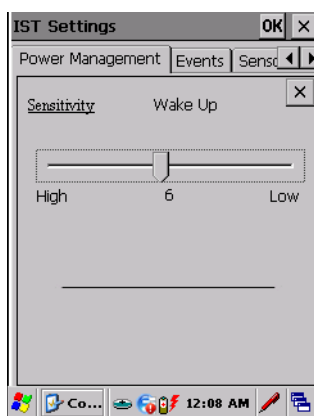 IST Settings OK ×
Power Management Events Senso
Sensitivity Wake Up
High 6 Low
Co... 12:08 AM